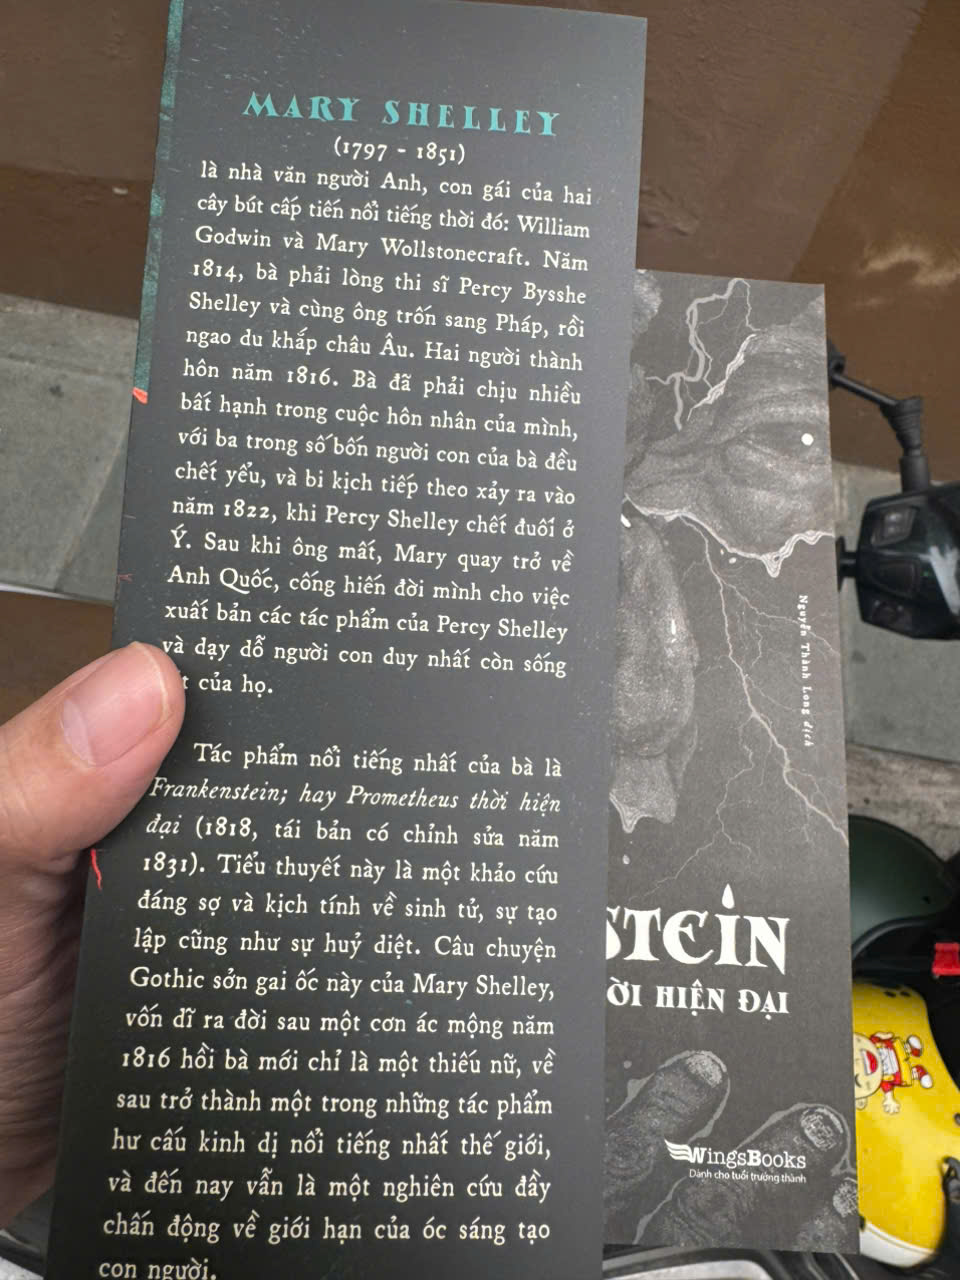 MARY SHELLEY
(1797 - 1851)
là nhà văn người Anh, con gái của hai
cây bút cấp tiến nổi tiếng thời đó: William
Godwin và Mary Wollstonecraft. Năm
1814, bà phải lòng thi sĩ Percy Bysshe
Shelley và cùng ông trốn sang Pháp, rồi
ngao du khắp châu Âu. Hai người thành
hôn năm 1816. Bà đã phải chịu nhiều
bất hạnh trong cuộc hôn nhân của mình,
với ba trong số bốn người con của bà đều
chết yểu, và bi kịch tiếp theo xảy ra vào
năm 1822, khi Percy Shelley chết đuối ở
Ý. Sau khi ông mất, Mary quay trở về
Anh Quốc, cống hiến đời mình cho việc
xuất bản các tác phẩm của Percy Shelley
và dạy dỗ người con duy nhất còn sống
t của họ.
Tác phẩm nổi tiếng nhất của bà là
Frankenstein; hay Prometheus thời hiện
đại (1818, tái bản có chỉnh sửa năm
1831). Tiểu thuyết này là một khảo cứu
đáng sợ và kịch tính về sinh tử, sự tạo
lập cũng như sự huỷ diệt. Câu chuyện
Gothic sởn gai ốc này của Mary Shelley,
vốn dĩ ra đời sau một cơn ác mộng năm
1816 hồi bà mới chỉ là một thiếu nữ, về
sau trở thành một trong những tác phẩm
hư cấu kinh dị nổi tiếng nhất thế giới,
và đến nay vẫn là một nghiên cứu đầy
chấn động về giới hạn của óc sáng tạo
con người.
Nguyễn Thành Long dịch
STEIN
ỜI HIỆN ĐẠI
WingsBooks
Dành cho tuổi trưởng thành